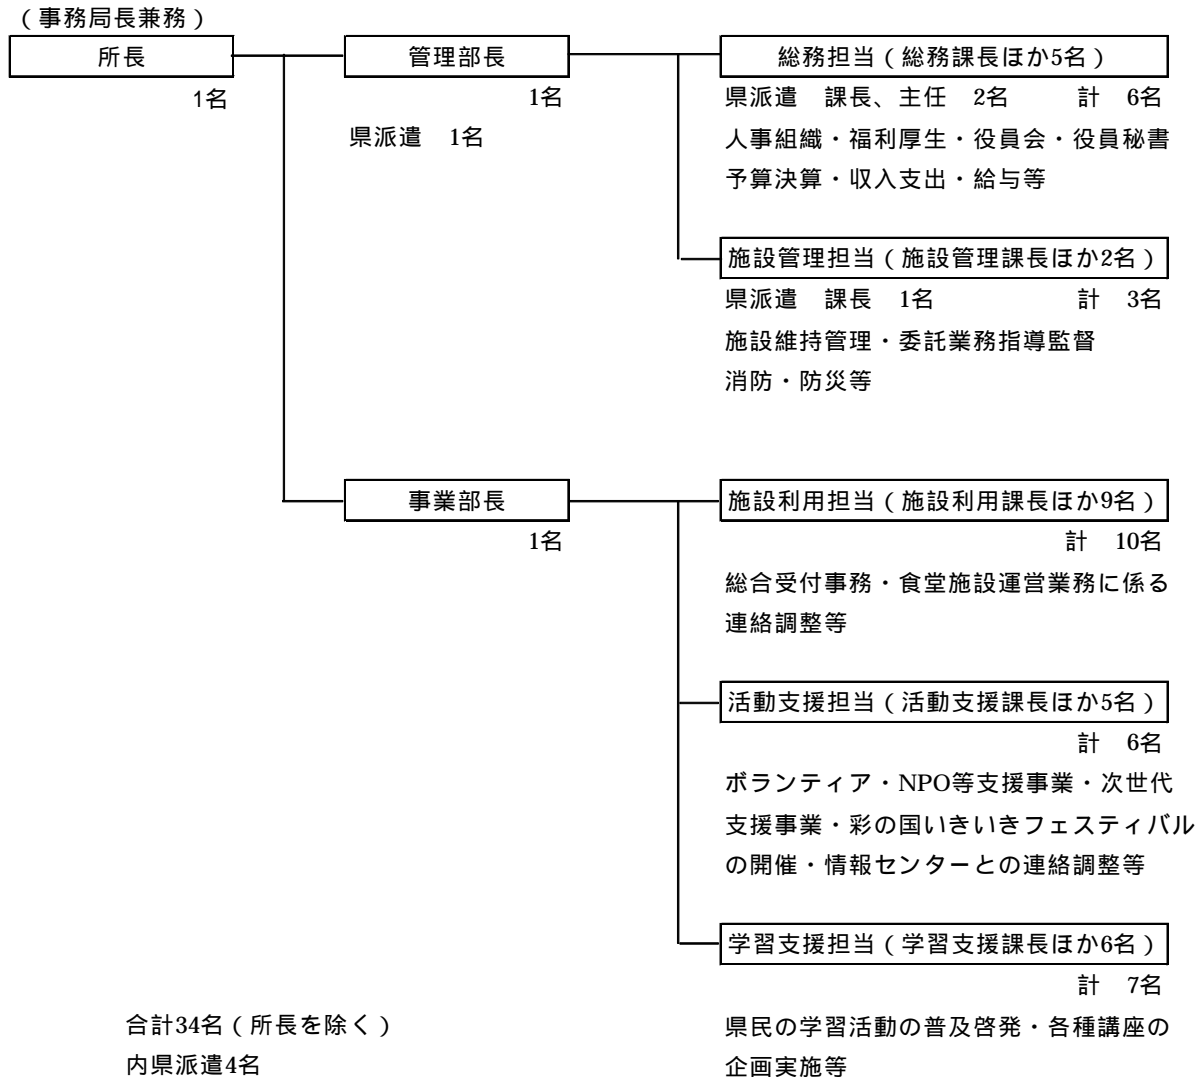 (事務局長兼務)
所長
1名
管理部長
1名
県派遣　1名
総務担当(総務課長ほか5名)
県派遣　課長、主任　2名　　計　6名
人事組織・福利厚生・役員会・役員秘書
予算決算・収入支出・給与等
施設管理担当(施設管理課長ほか2名)
県派遣　課長　1名　　計　3名
施設維持管理・委託業務指導監督
消防・防災等
事業部長
1名
施設利用担当(施設利用課長ほか9名)
計　10名
総合受付事務・食堂施設運営業務に係る
連絡調整等
活動支援担当(活動支援課長ほか5名)
計　6名
ボランティア・NPO等支援事業・次世代
支援事業・彩の国いきいきフェスティバル
の開催・情報センターとの連絡調整等
学習支援担当(学習支援課長ほか6名)
計　7名
県民の学習活動の普及啓発・各種講座の
企画実施等
合計34名(所長を除く)
内県派遣4名